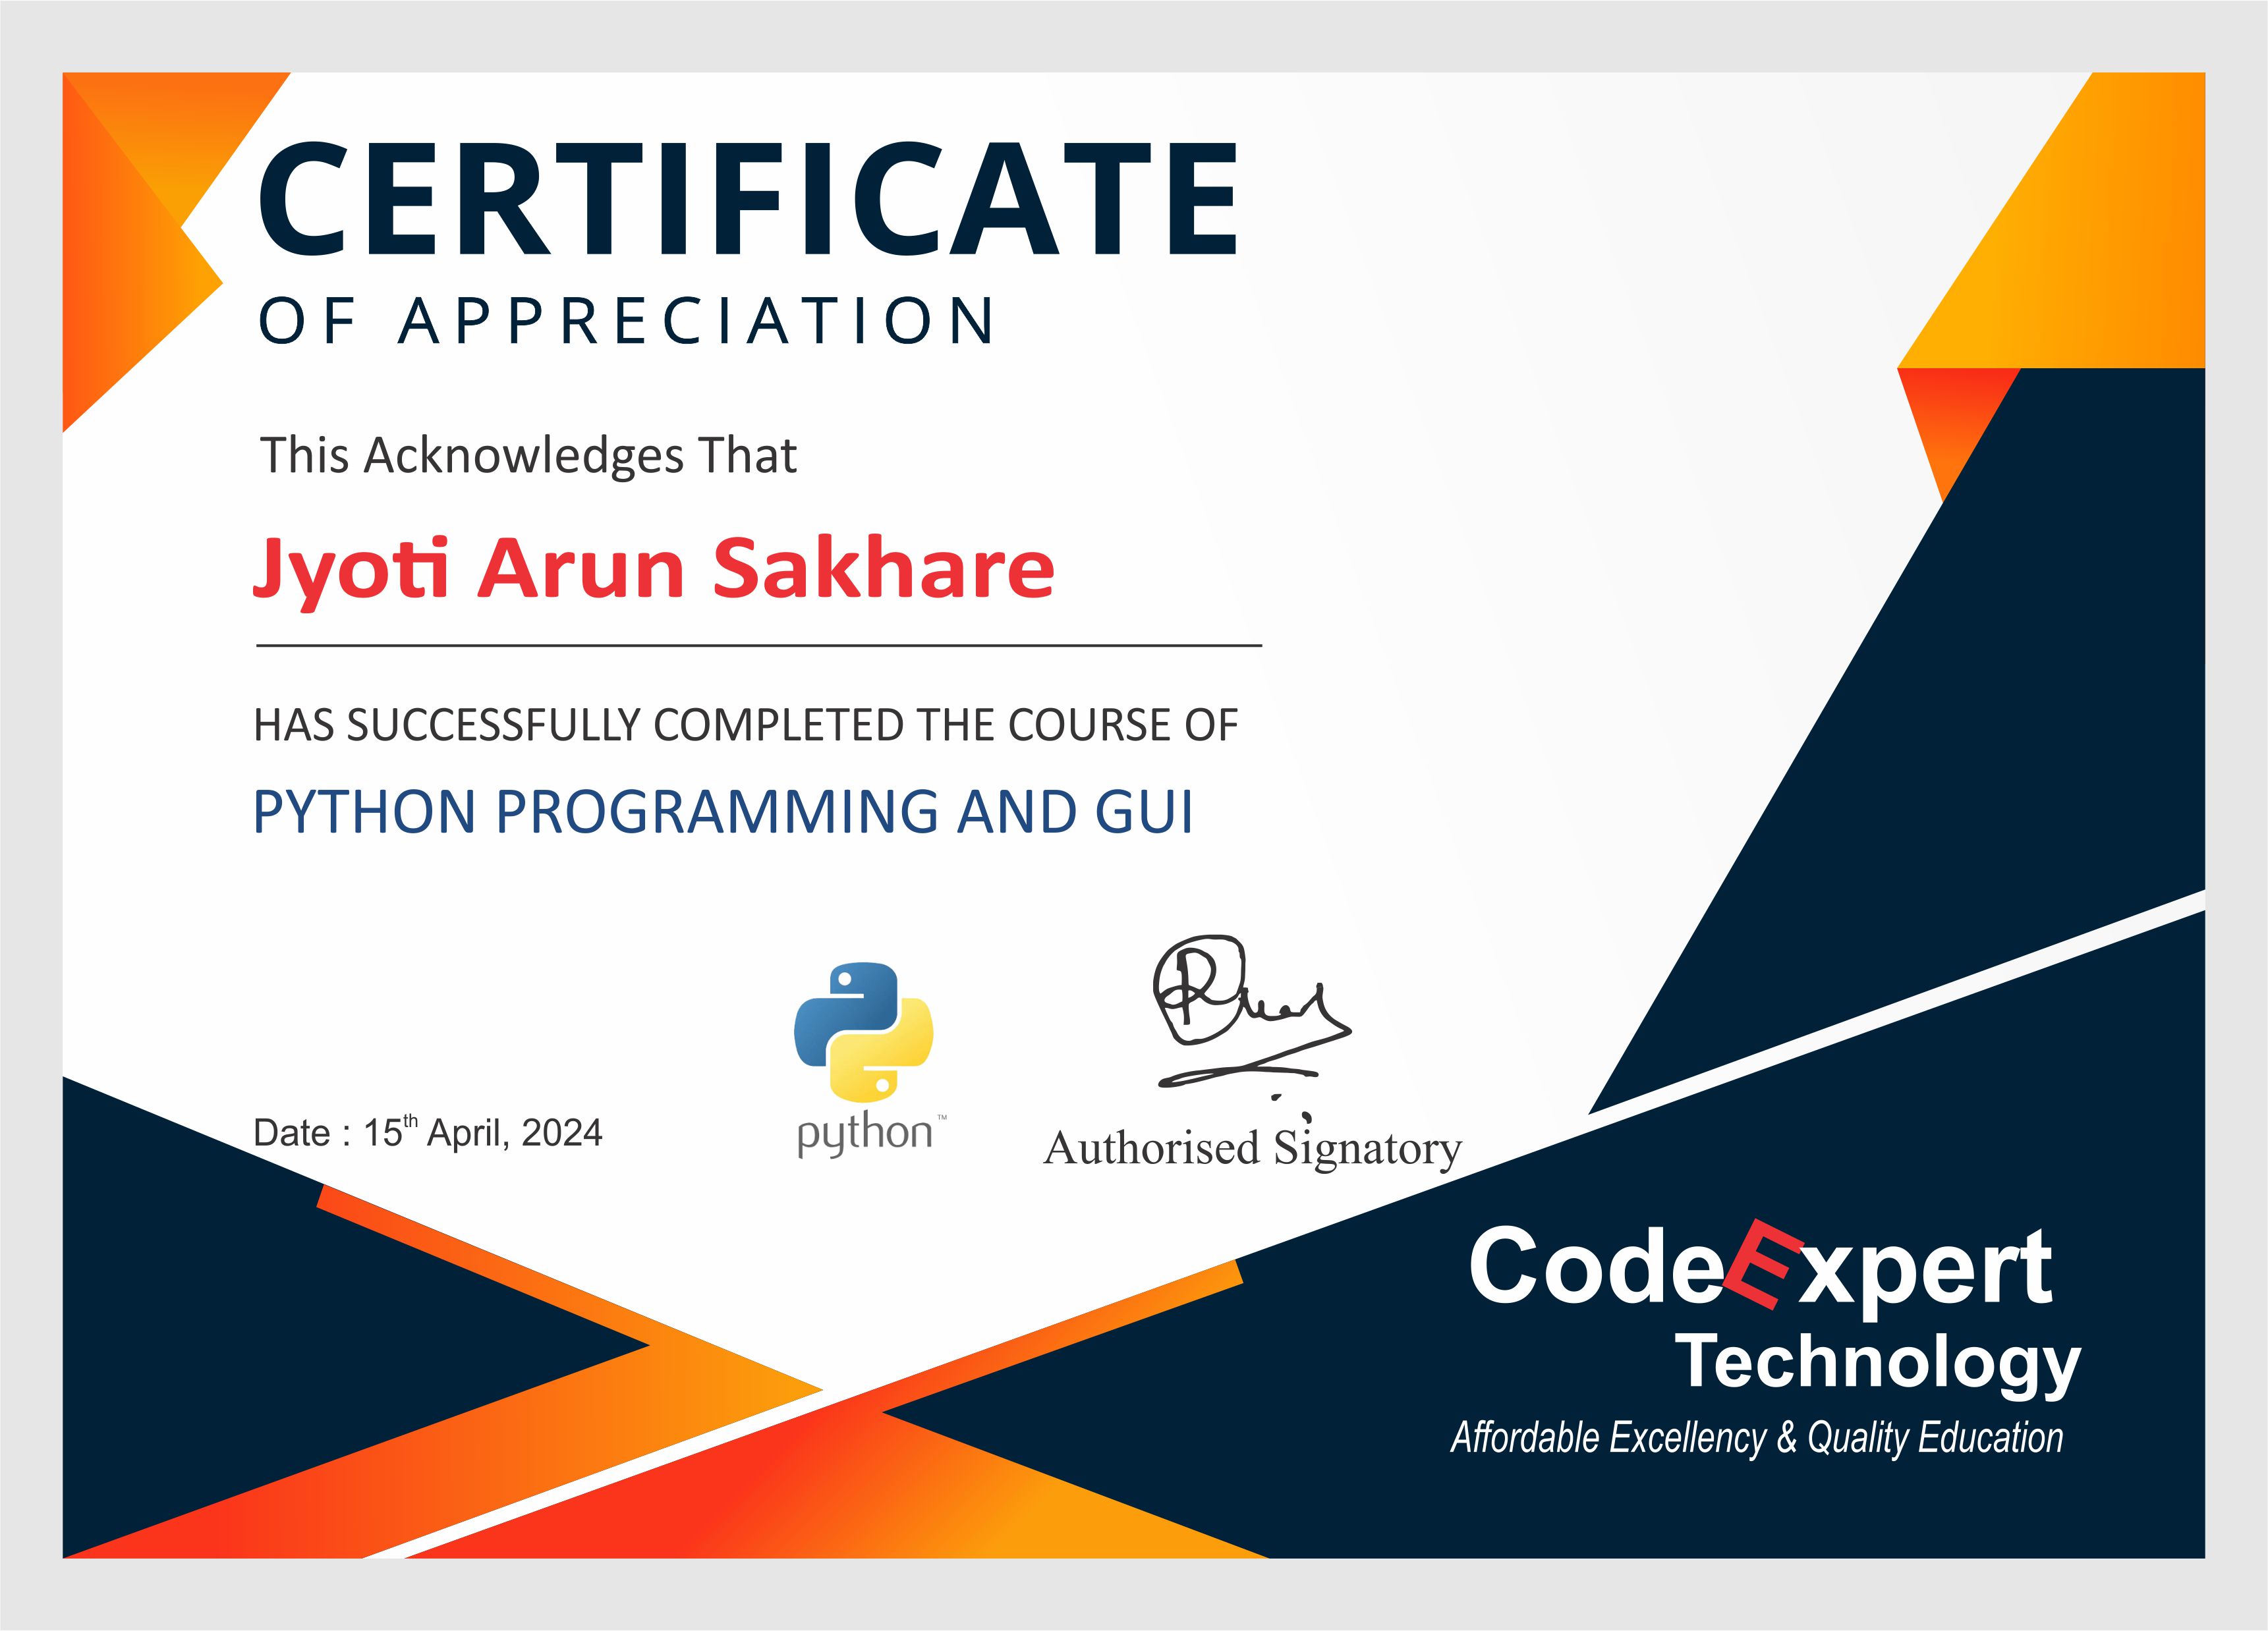 CERTIFICATE
OF APPRECIATION
This Acknowledges That
Jyoti Arun Sakhare
HAS SUCCESSFULLY COMPLETED THE COURSE OF
PYTHON PROGRAMMING AND GUI
Date : 15th April, 2024
python™
Authorised Signatory
CodeExpert
Technology
Affordable Excellency & Quality Education